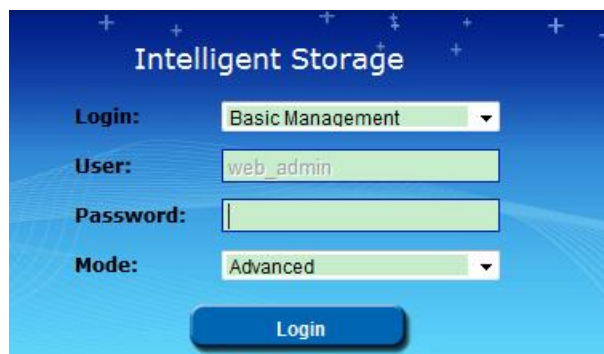 Intelligent Storage
Login: Basic Management
User: web_admin
Password:
Mode: Advanced
Login